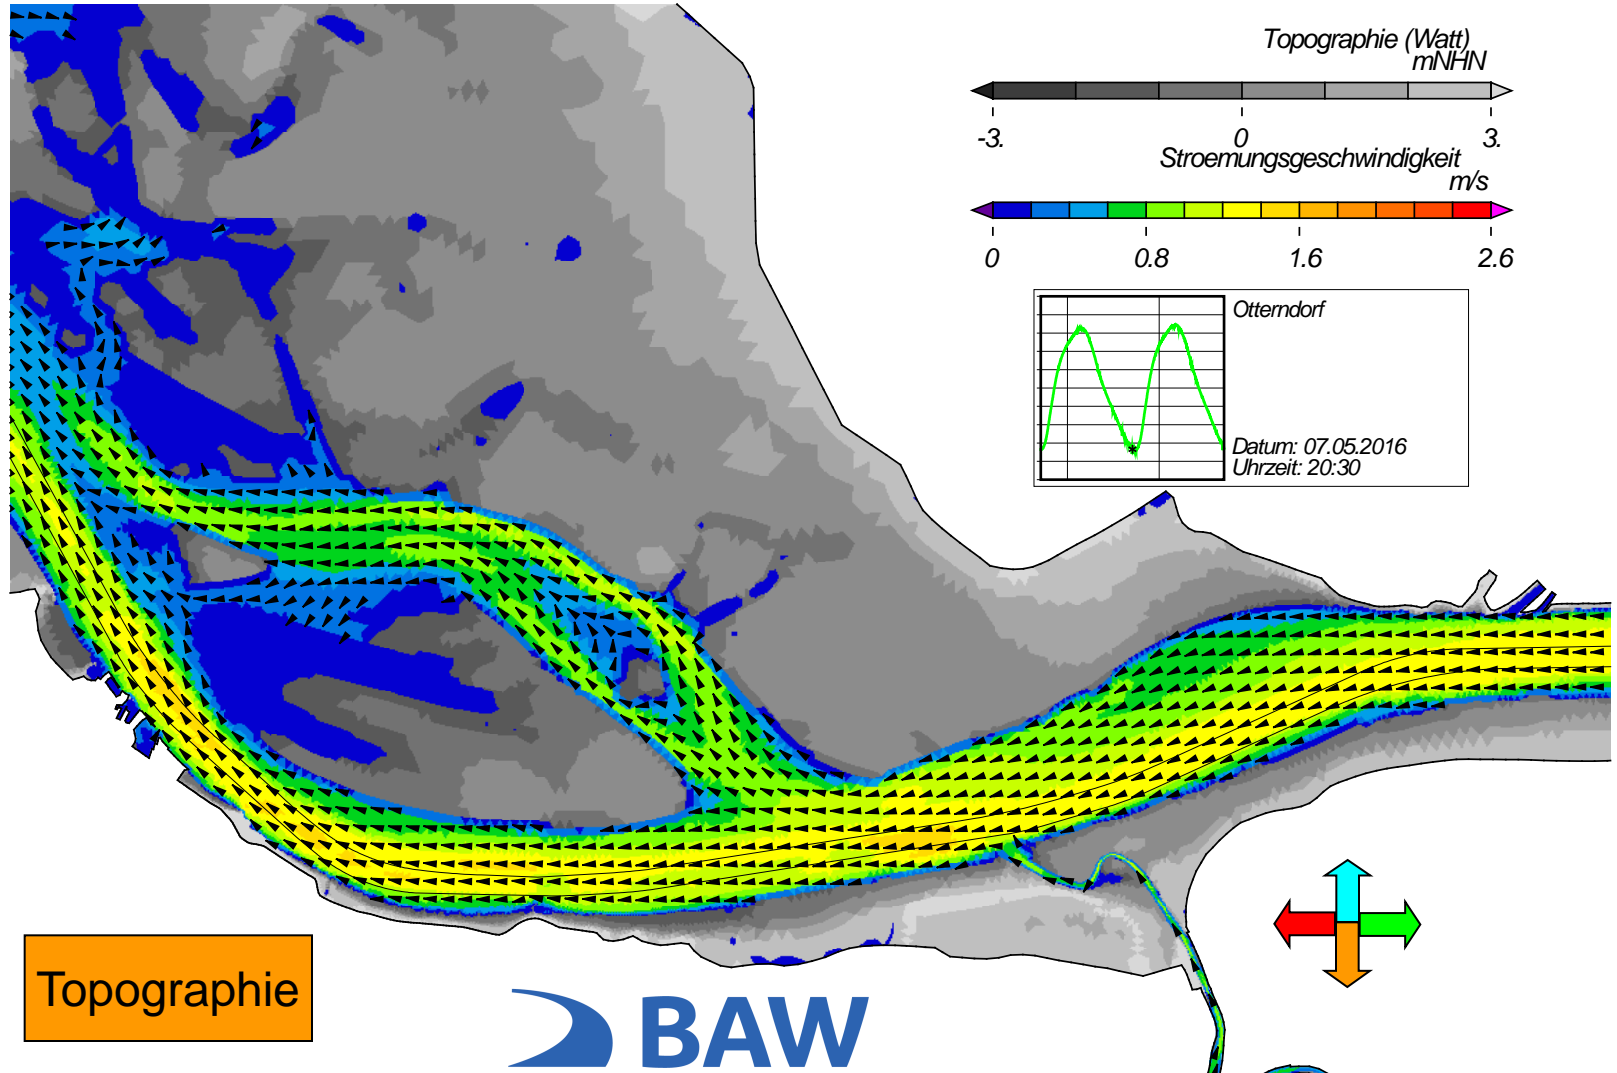 Topographie (Watt)
mNHN
-3. 0 3.
Stroemungsgeschwindigkeit
m/s
0 0.8 1.6 2.6
Otterndorf
Datum: 07.05.2016
Uhrzeit: 20:30
Topographie
BAW